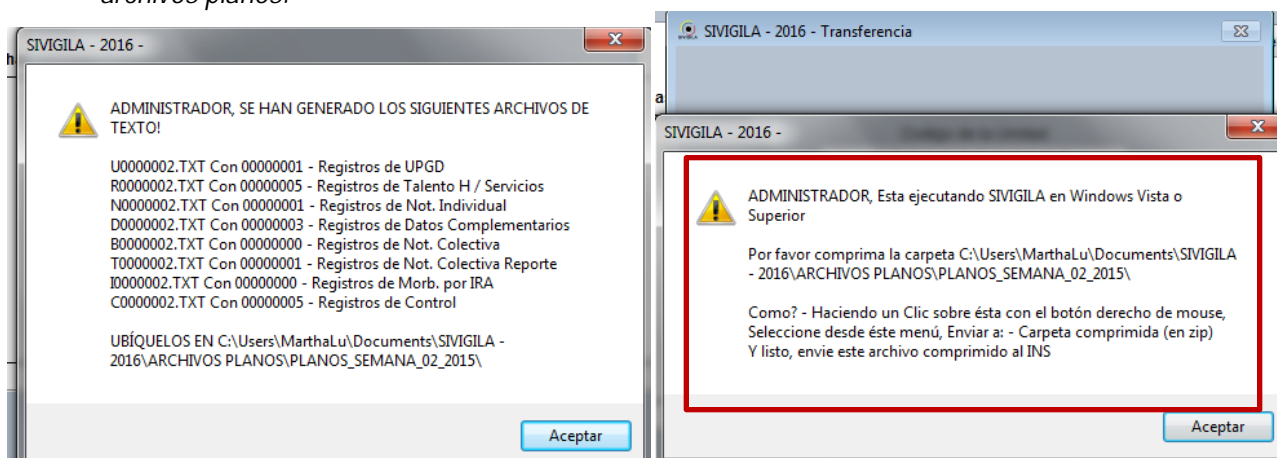 archivos planos.
SIVIGILA - 2016 -
ADMINISTRADOR, SE HAN GENERADO LOS SIGUIENTES ARCHIVOS DE
TEXTO!
U0000002.TXT Con 00000001 - Registros de UPGD
R0000002.TXT Con 00000005 - Registros de Talento H / Servicios
N0000002.TXT Con 00000001 - Registros de Not. Individual
D0000002.TXT Con 00000003 - Registros de Datos Complementarios
B0000002.TXT Con 00000000 - Registros de Not. Colectiva
T0000002.TXT Con 00000001 - Registros de Not. Colectiva Reporte
I0000002.TXT Con 00000000 - Registros de Morb. por IRA
C0000002.TXT Con 00000005 - Registros de Control
UBÍQUELOS EN C:\Users\MarthaLu\Documents\SIVIGILA -
2016\ARCHIVOS PLANOS\PLANOS_SEMANA_02_2015\
Aceptar
SIVIGILA - 2016 - Transferencia
SIVIGILA - 2016 -
ADMINISTRADOR, Esta ejecutando SIVIGILA en Windows Vista o
Superior
Por favor comprima la carpeta C:\Users\MarthaLu\Documents\SIVIGILA
- 2016\ARCHIVOS PLANOS\PLANOS_SEMANA_02_2015\
Como? - Haciendo un Clic sobre ésta con el botón derecho de mouse,
Seleccione desde éste menú, Enviar a: - Carpeta comprimida (en zip)
Y listo, envie este archivo comprimido al INS
Aceptar